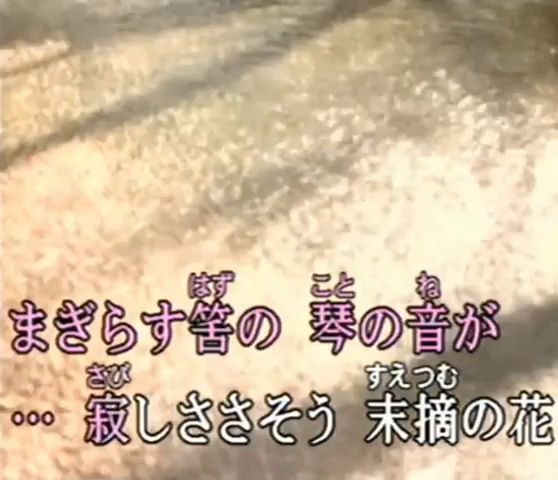 はず こと ね
まぎらす筈の 琴の音が
さび すえつむ
… 寂しささそう 末摘の花